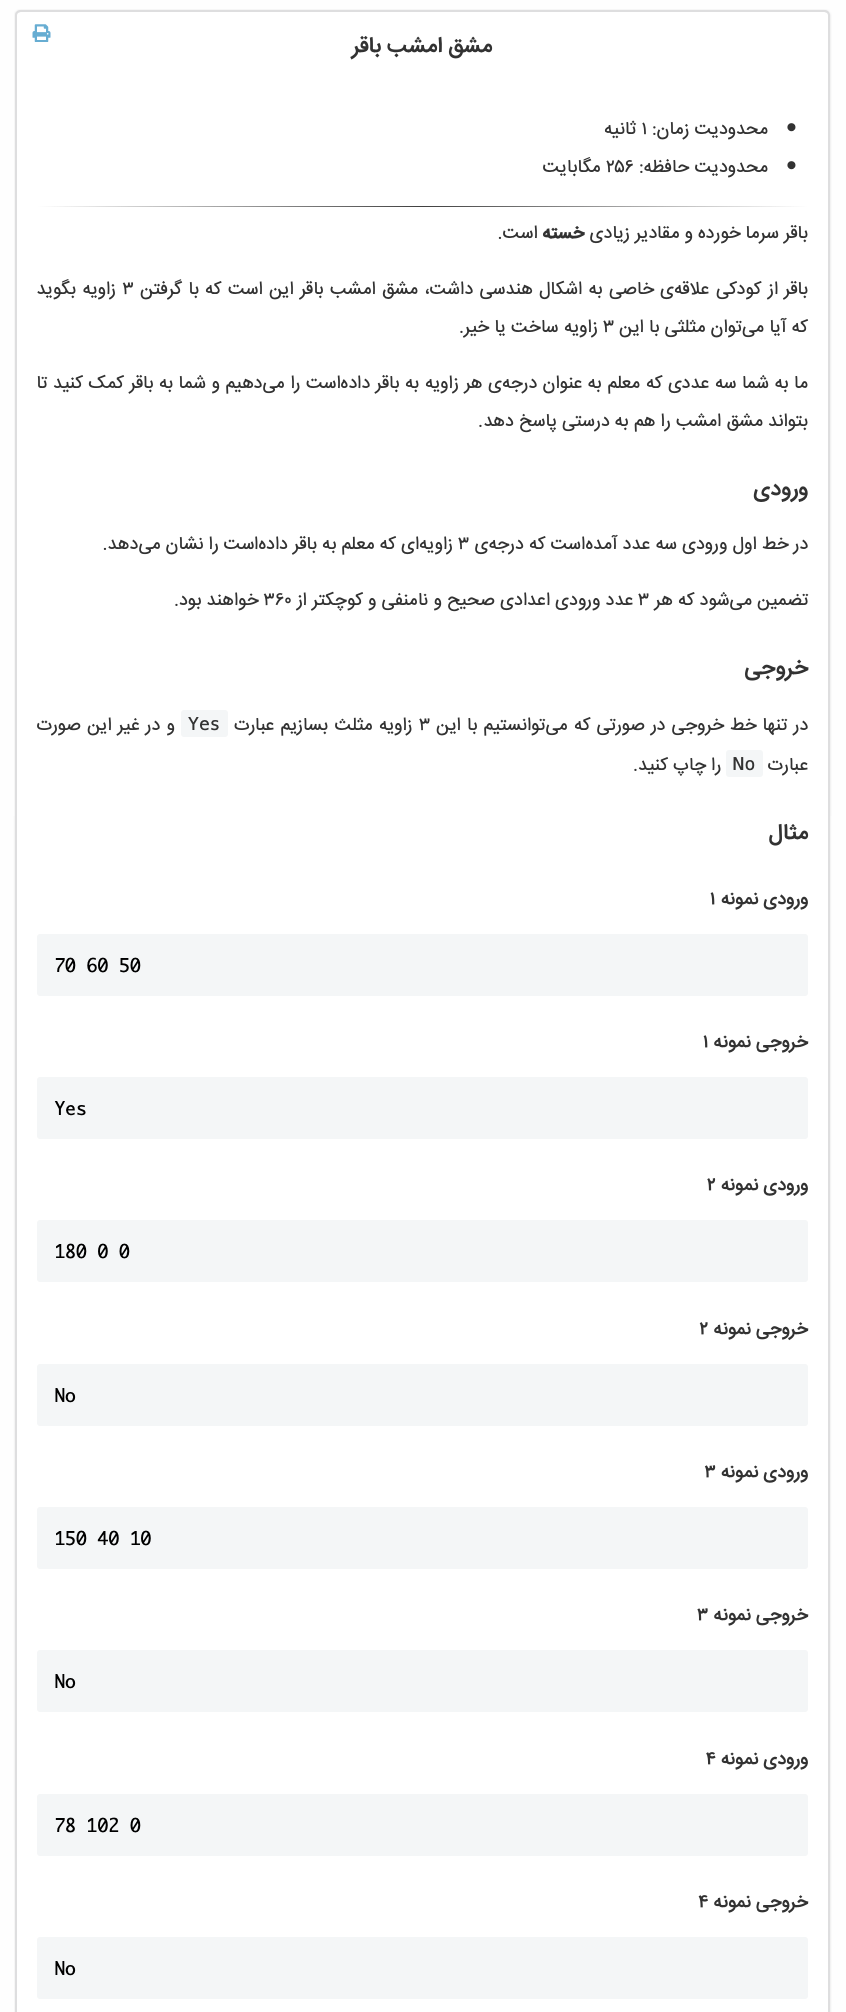 مشق امشب باقر
محدودیت زمان: ۱ ثانیه
محدودیت حافظه: ۲۵۶ مگابایت
باقر سرما خورده و مقادیر زیادی خسته است.
باقر از کودکی علاقه‌ی خاصی به اشکال هندسی داشت، مشق امشب باقر این است که با گرفتن ۳ زاویه بگوید
که آیا می‌توان مثلثی با این ۳ زاویه ساخت یا خیر.
ما به شما سه عددی که معلم به عنوان درجه‌ی هر زاویه به باقر داده‌است را می‌دهیم و شما به باقر کمک کنید تا
بتواند مشق امشب را هم به درستی پاسخ دهد.
ورودی
در خط اول ورودی سه عدد آمده‌است که درجه‌ی ۳ زاویه‌ای که معلم به باقر داده‌است را نشان می‌دهد.
تضمین می‌شود که هر ۳ عدد ورودی اعدادی صحیح و نامنفی و کوچکتر از ۳۶۰ خواهند بود.
خروجی
در تنها خط خروجی در صورتی که می‌توانستیم با این ۳ زاویه مثلث بسازیم عبارت Yes و در غیر این صورت
عبارت No را چاپ کنید.
مثال
ورودی نمونه ۱
70 60 50
خروجی نمونه ۱
Yes
ورودی نمونه ۲
180 0 0
خروجی نمونه ۲
No
ورودی نمونه ۳
150 40 10
خروجی نمونه ۳
No
ورودی نمونه ۴
78 102 0
خروجی نمونه ۴
No